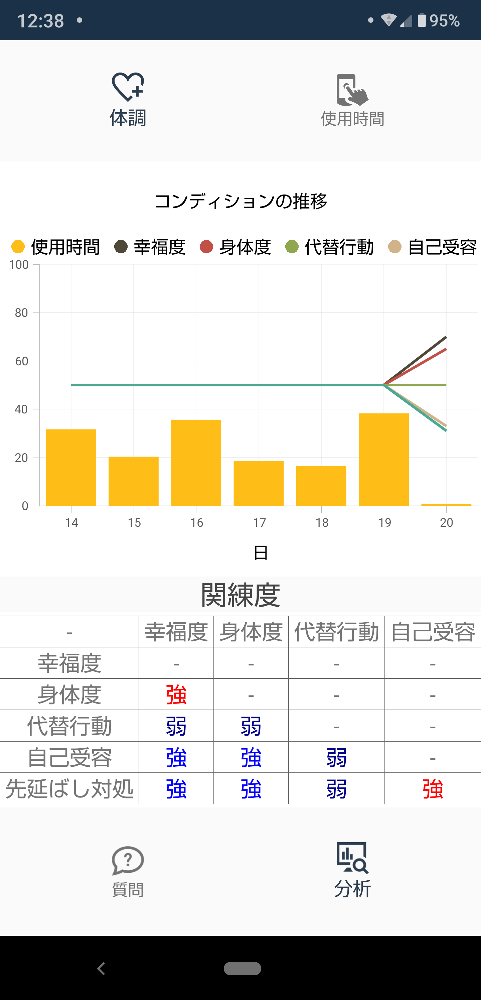 12:38 95%
体調 使用時間
コンディションの推移
使用時間 幸福度 身体度 代替行動 自己受容
100
80
60
40
20
0
14 15 16 17 18 19 20
日
関練度
- 幸福度 身体度 代替行動 自己受容
幸福度 - - - -
身体度 強 - - -
代替行動 弱 弱 - -
自己受容 強 強 弱 -
先延ばし対処 強 強 弱 強
質問 分析